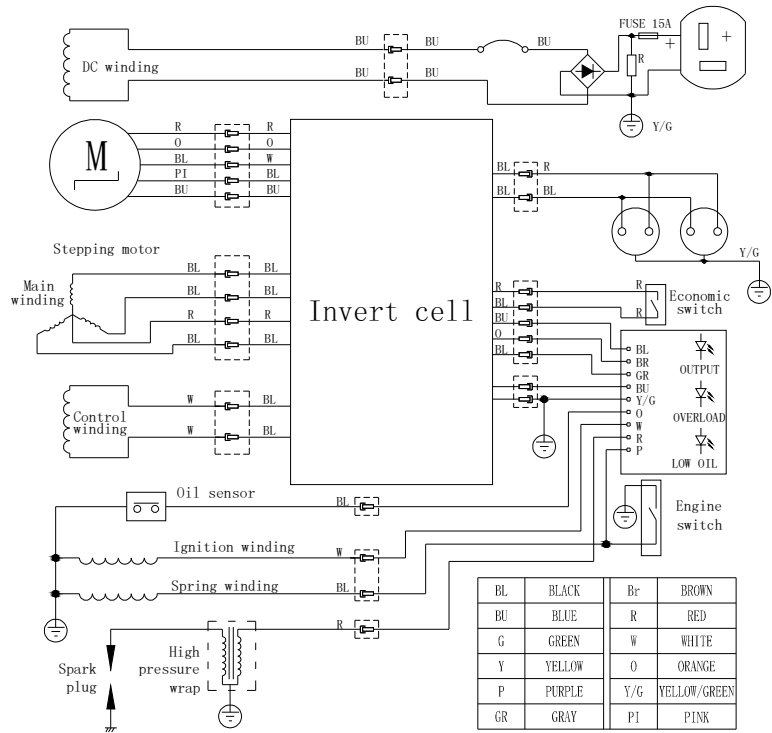 FUSE 15A
BU BU BU
+ +
DC winding
R
BU BU
Y/G
R R
O O
M
BL W
PI BL
BU BU
BL R
BL BL
Stepping motor
Y/G
BL BL
Main
winding
BL BL
R R
BL BL
Invert cell
R R
Economic
switch
BL R
BU
O
BL
BL
BR
GR
BU
Y/G
O
W
R
P
OUTPUT
OVERLOAD
LOW OIL
W BL
Control
winding
W BL
Oil sensor
BL
Engine
switch
Ignition winding W
Spring winding BL
R
High
pressure
wrap
Spark
plug
BL BLACK Br BROWN
BU BLUE R RED
G GREEN W WHITE
Y YELLOW O ORANGE
P PURPLE Y/G YELLOW/GREEN
GR GRAY PI PINK